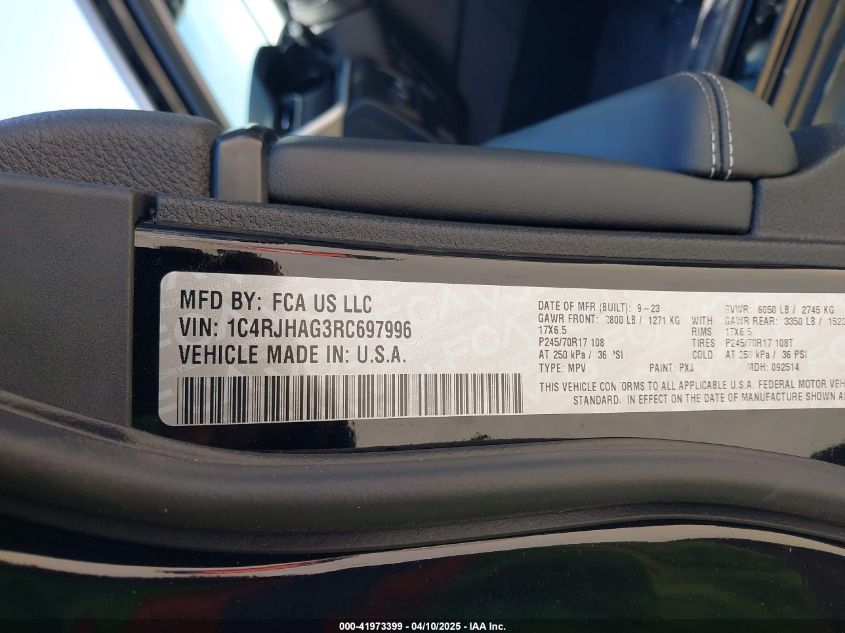 MFD BY: FCA US LLC
VIN: 1C4RJHAG3RC697996
VEHICLE MADE IN: U.S.A.
DATE OF MFR (BUILT): 9-23 GVWR: 6050 LB / 2745 KG
GAWR FRONT: 2800 LB / 1271 KG WITH GAWR REAR: 3350 LB / 1520
17X6.5 RIMS 17X6.5
P245/70R17 108 TIRES P245/70R17 108T
AT 250 kPa / 36 PSI COLD AT 250 kPa / 36 PSI
TYPE: MPV PAINT: PXJ MDH: 092514
THIS VEHICLE CONFORMS TO ALL APPLICABLE U.S.A. FEDERAL MOTOR VEH
STANDARD. IN EFFECT ON THE DATE OF MANUFACTURE SHOWN A
000-41973399 - 04/10/2025 - IAA Inc.